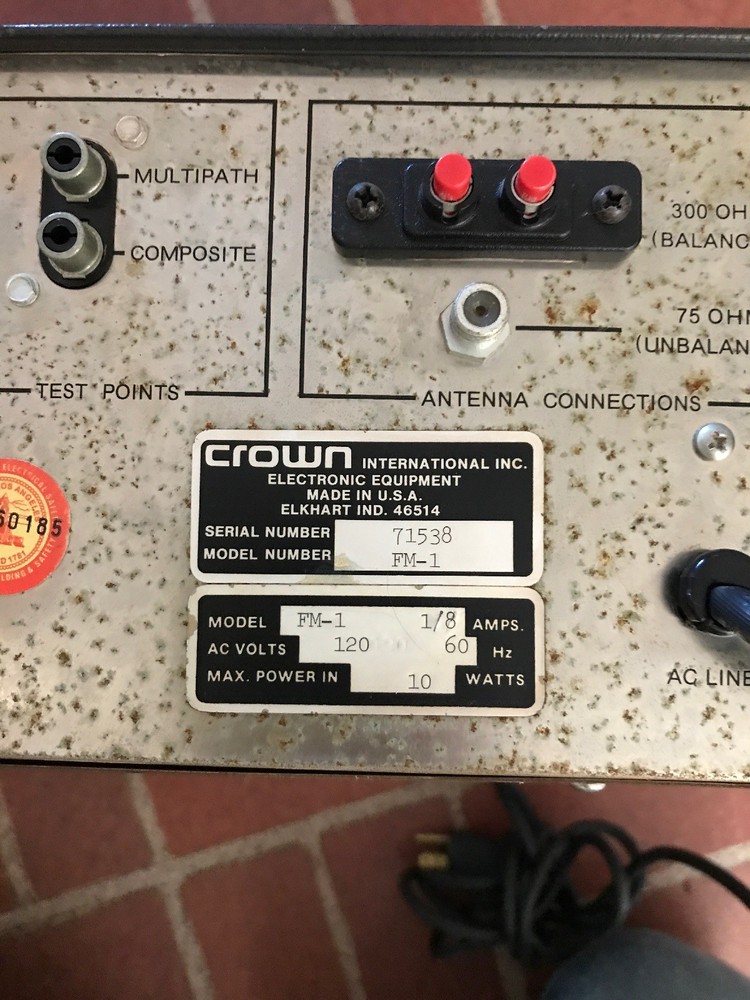 MULTIPATH
COMPOSITE
TEST POINTS
300 OH
(BALANC
75 OHM
(UNBALAN
ANTENNA CONNECTIONS
crown INTERNATIONAL INC.
ELECTRONIC EQUIPMENT
MADE IN U.S.A.
ELKHART IND. 46514
SERIAL NUMBER 71538
MODEL NUMBER FM-1
MODEL FM-1 1/8 AMPS.
AC VOLTS 120 60 Hz
MAX. POWER IN 10 WATTS
60185
AC LINE